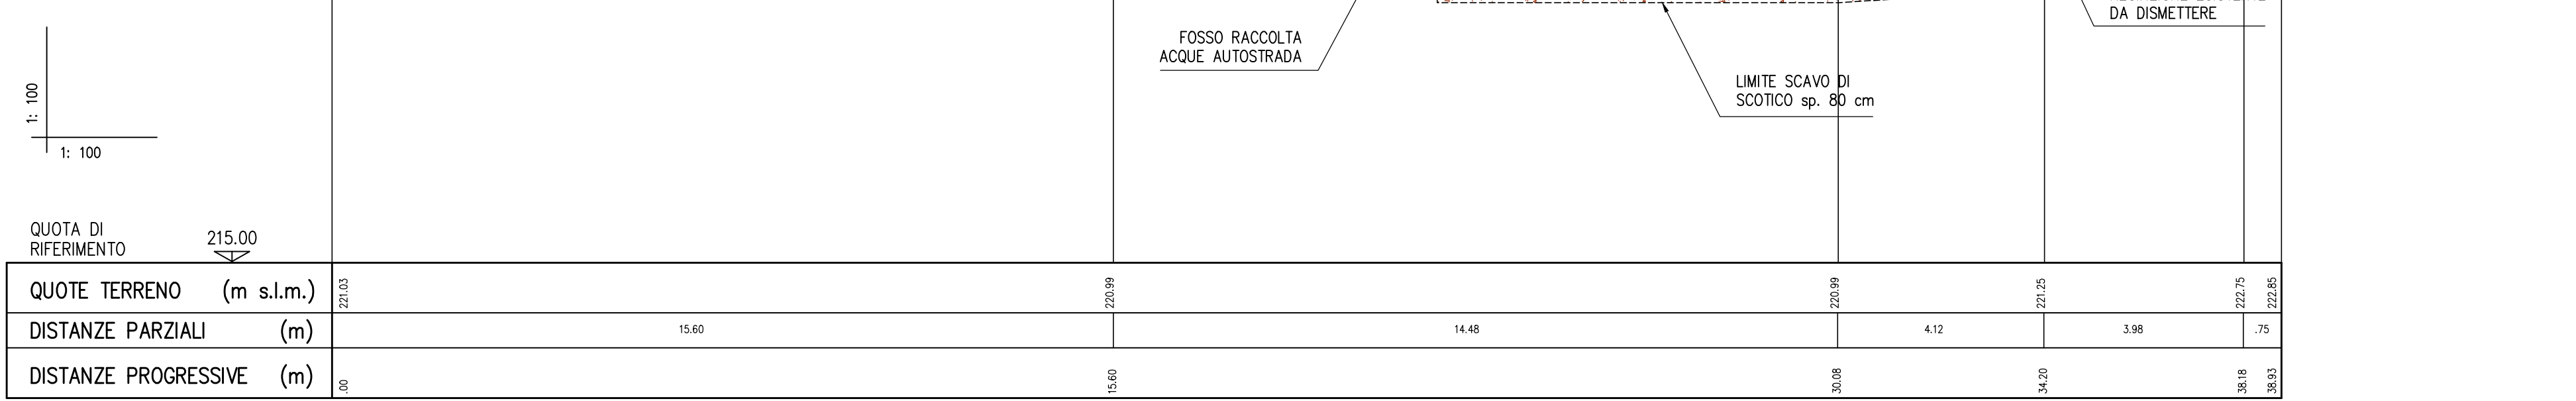 DA DISMETTERE
FOSSO RACCOLTA
ACQUE AUTOSTRADA
LIMITE SCAVO DI
SCOTICO sp. 80 cm
1: 100
1: 100
QUOTA DI
RIFERIMENTO
215.00
QUOTE TERRENO (m s.l.m.) 221.03 220.99 220.99 221.25 222.75 222.85
DISTANZE PARZIALI (m) 15.60 14.48 4.12 3.98 .75
DISTANZE PROGRESSIVE (m) .00 15.60 30.08 34.20 38.18 38.93